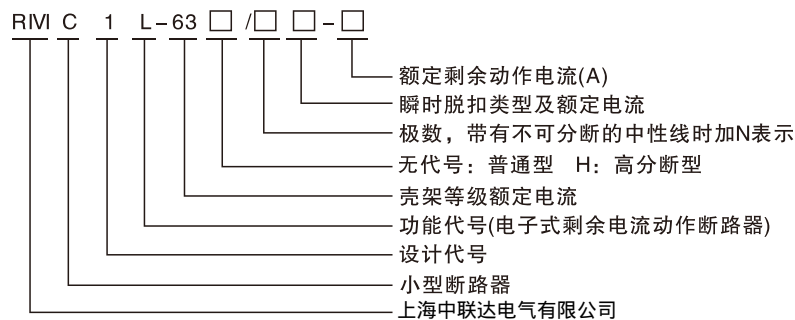 RMC1L-63□/□□-□
额定剩余动作电流(A)
瞬时脱扣类型及额定电流
极数，带有不可分断的中性线时加N表示
无代号：普通型 H：高分断型
壳架等级额定电流
功能代号(电子式剩余电流动作断路器)
设计代号
小型断路器
上海中联达电气有限公司